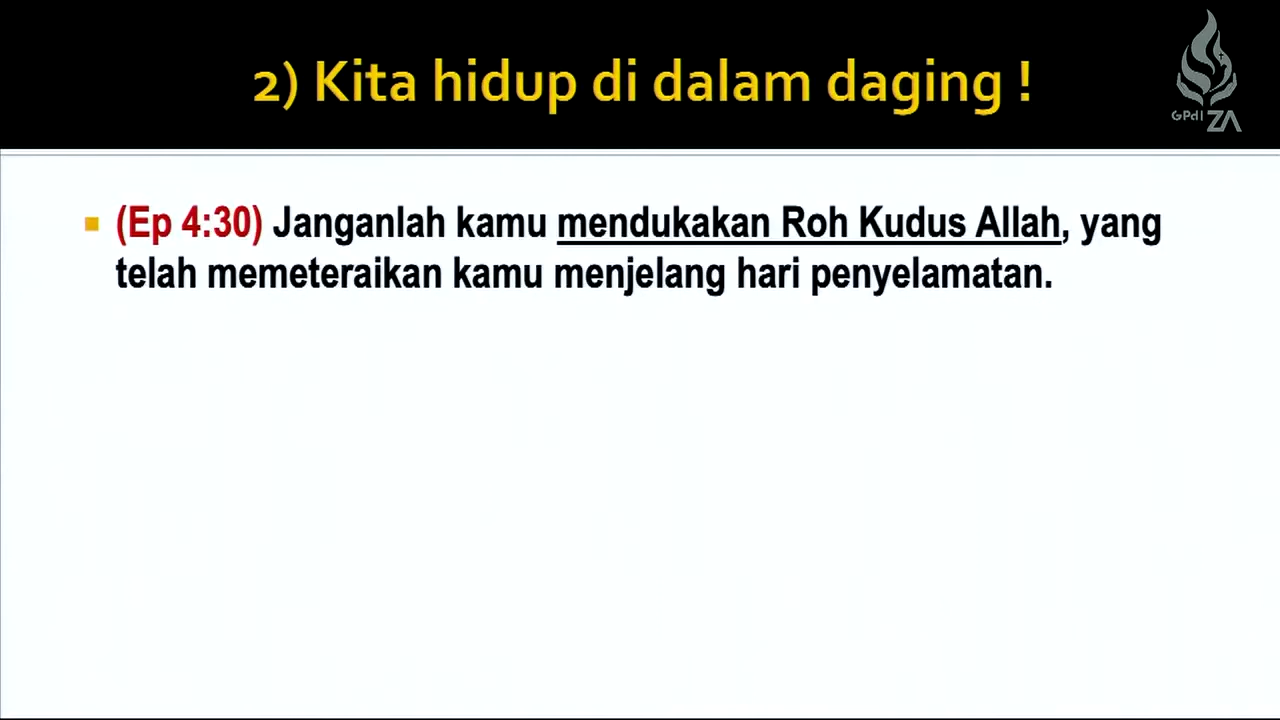 2) Kita hidup di dalam daging !
GPdI ZA
(Ep 4:30) Janganlah kamu mendukakan Roh Kudus Allah, yang
telah memeteraikan kamu menjelang hari penyelamatan.